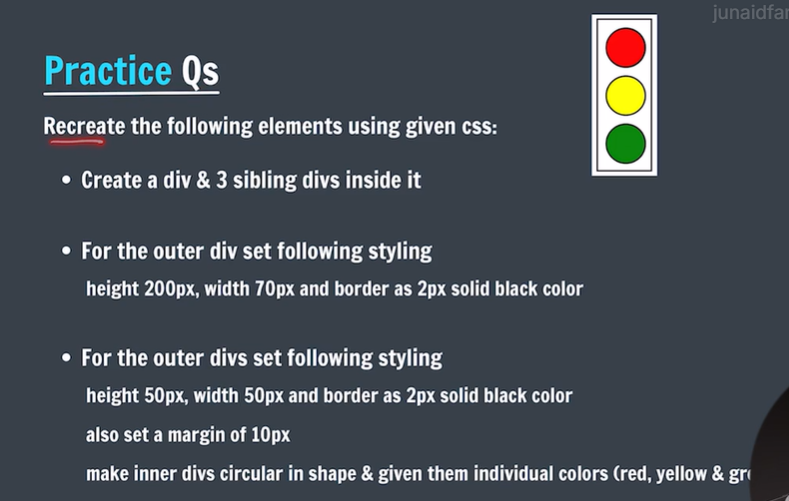 junaidfa
Practice Qs
Recreate the following elements using given css:
• Create a div & 3 sibling divs inside it
• For the outer div set following styling
height 200px, width 70px and border as 2px solid black color
• For the outer divs set following styling
height 50px, width 50px and border as 2px solid black color
also set a margin of 10px
make inner divs circular in shape & given them individual colors (red, yellow & gr